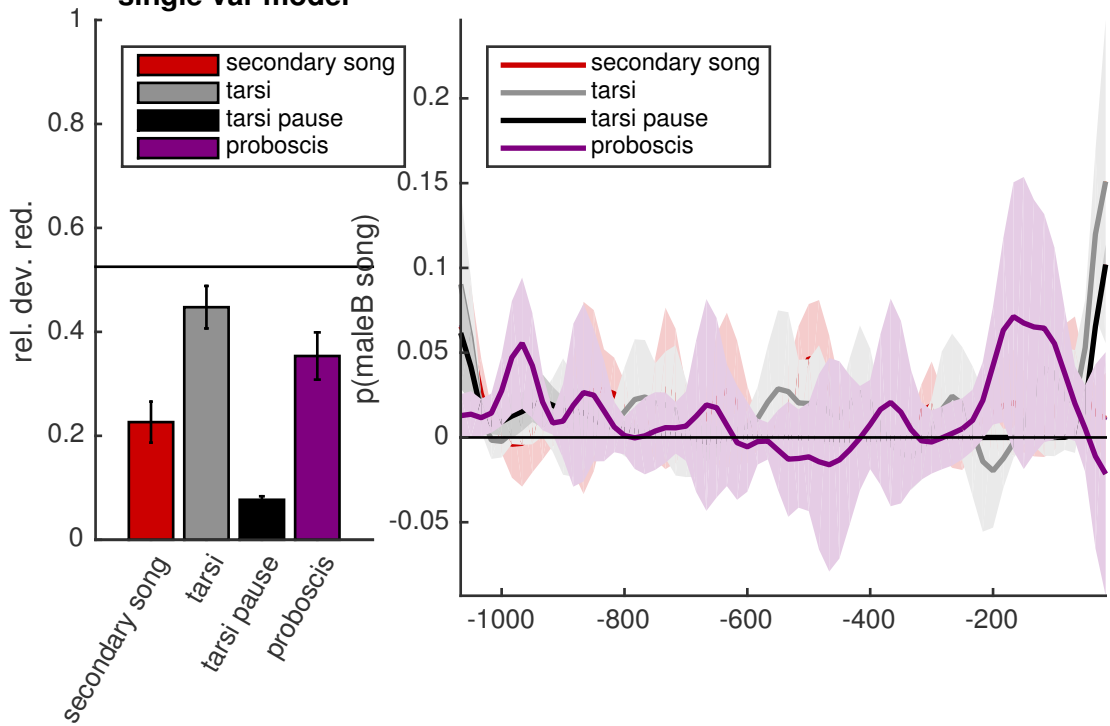 single var model
1
0.8
0.6
0.4
0.2
0
rel. dev. red.
secondary song
tarsi
tarsi pause
proboscis
secondary song
tarsi
tarsi pause
proboscis
0.2
0.15
0.1
0.05
0
-0.05
p(maleB song)
secondary song
tarsi
tarsi pause
proboscis
-1000
-800
-600
-400
-200